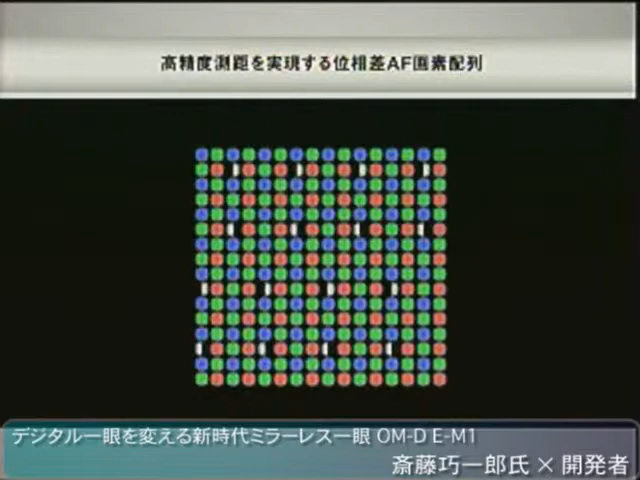 高精度測距を実現する位相差AF画素配列
デジタル一眼を変える新時代ミラーレス一眼 OM-D E-M1
斎藤巧一郎氏 × 開発者